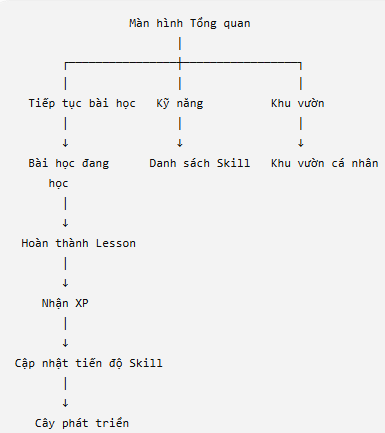 Màn hình Tổng quan
Tiếp tục bài học Kỹ năng Khu vườn
Bài học đang Danh sách Skill Khu vườn cá nhân
học
Hoàn thành Lesson
Nhận XP
Cập nhật tiến độ Skill
Cây phát triển